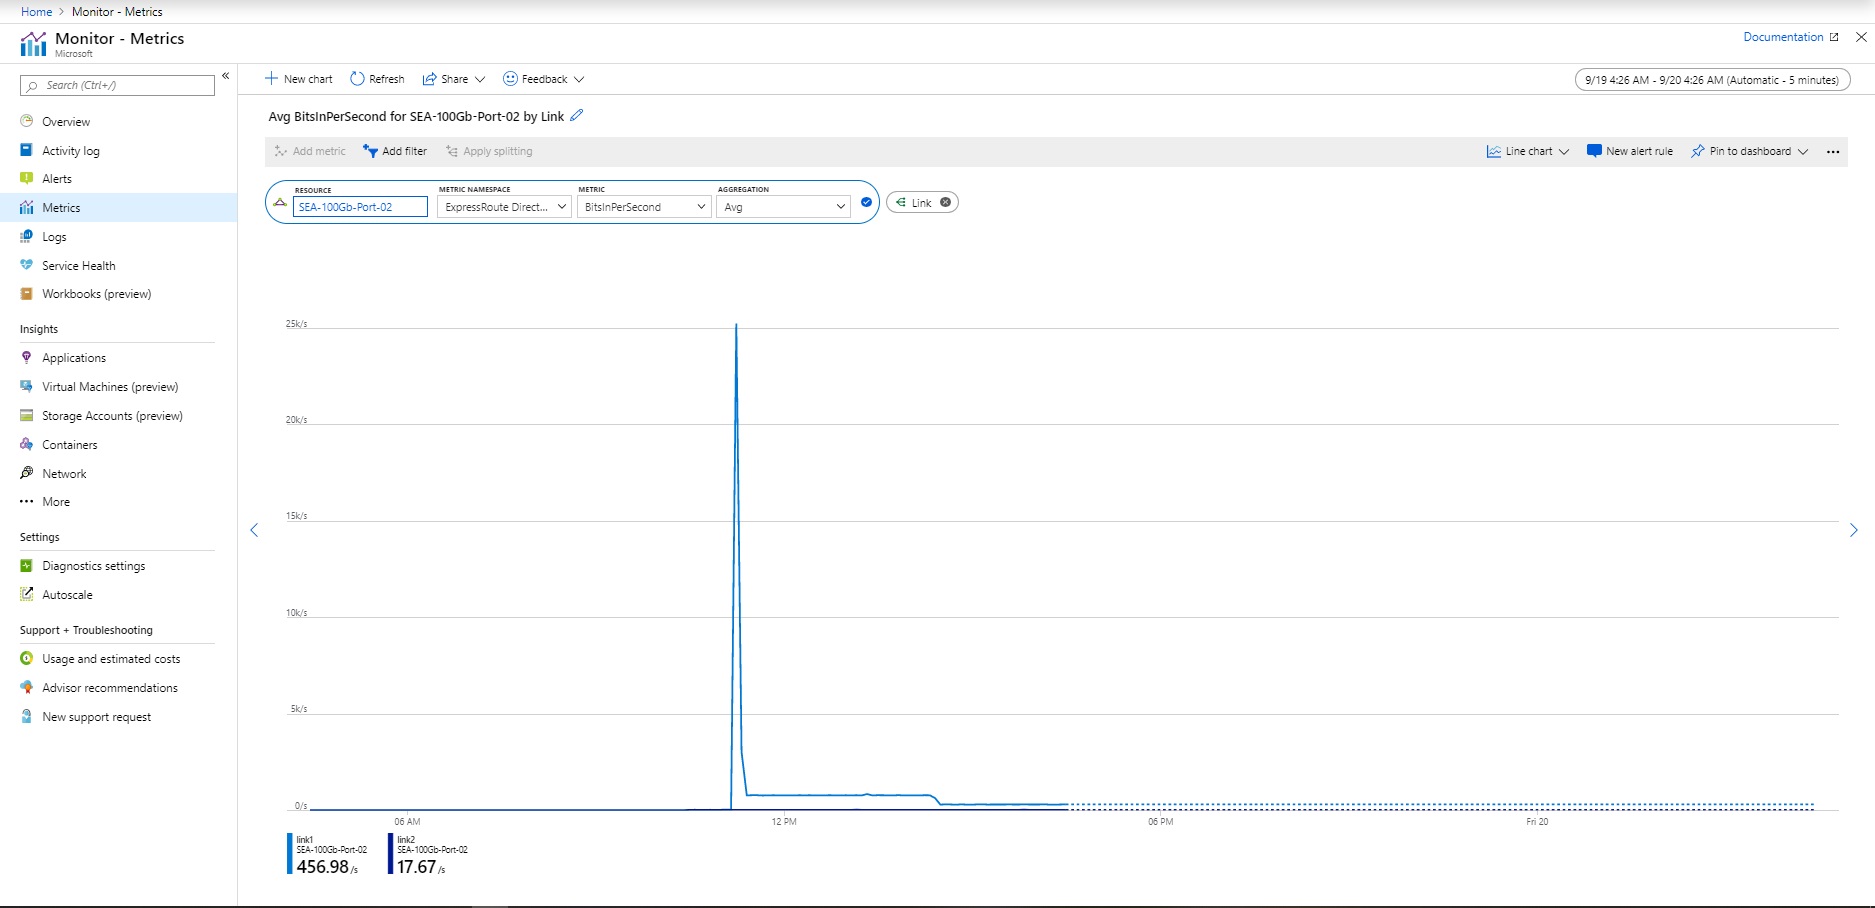 Home > Monitor - Metrics
Monitor - Metrics
Microsoft
Documentation
Search (Ctrl+/)
«
Overview
Activity log
Alerts
Metrics
Logs
Service Health
Workbooks (preview)
Insights
Applications
Virtual Machines (preview)
Storage Accounts (preview)
Containers
Network
More
Settings
Diagnostics settings
Autoscale
Support + Troubleshooting
Usage and estimated costs
Advisor recommendations
New support request
New chart Refresh Share Feedback
9/19 4:26 AM - 9/20 4:26 AM (Automatic - 5 minutes)
Avg BitsInPerSecond for SEA-100Gb-Port-02 by Link
Add metric Add filter Apply splitting
Line chart New alert rule Pin to dashboard ...
RESOURCE METRIC NAMESPACE METRIC AGGREGATION
SEA-100Gb-Port-02 ExpressRoute Direct... BitsInPerSecond Avg
Link
25k/s
20k/s
15k/s
10k/s
5k/s
0/s
06 AM 12 PM 06 PM Fri 20
link1
SEA-100Gb-Port-02
456.98 /s
link2
SEA-100Gb-Port-02
17.67 /s